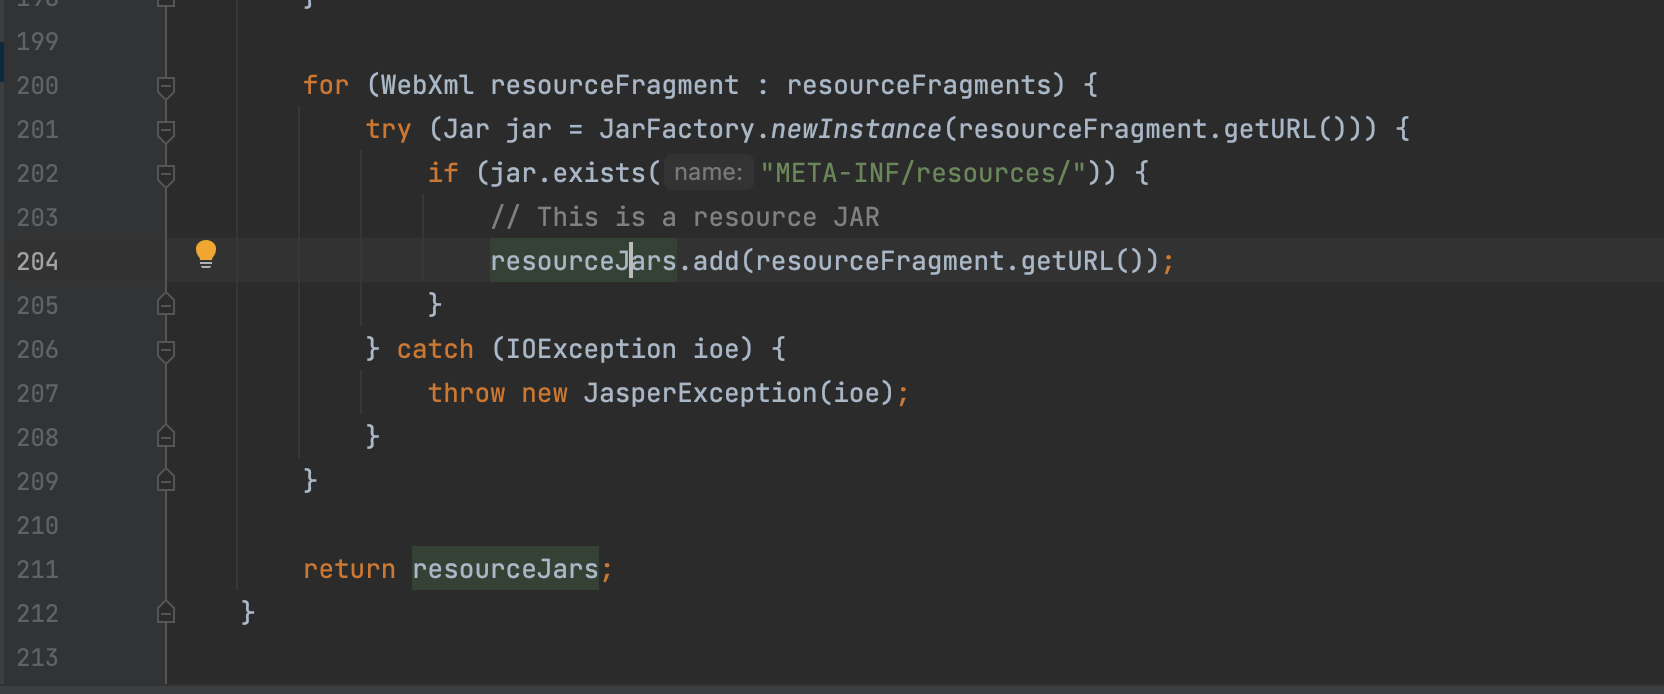 198 }
199
200 for (WebXml resourceFragment : resourceFragments) {
201 try (Jar jar = JarFactory.newInstance(resourceFragment.getURL())) {
202 if (jar.exists( name: "META-INF/resources/")) {
203 // This is a resource JAR
204 resourceJars.add(resourceFragment.getURL());
205 }
206 } catch (IOException ioe) {
207 throw new JasperException(ioe);
208 }
209 }
210
211 return resourceJars;
212 }
213